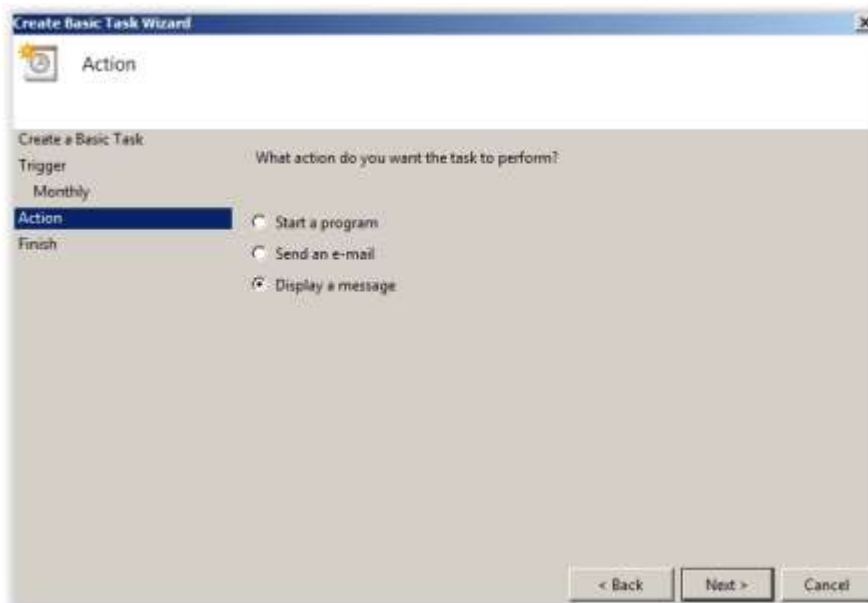 Create Basic Task Wizard
Action
Create a Basic Task
Trigger
Monthly
Action
Finish
What action do you want the task to perform?
Start a program
Send an e-mail
Display a message
< Back
Next >
Cancel